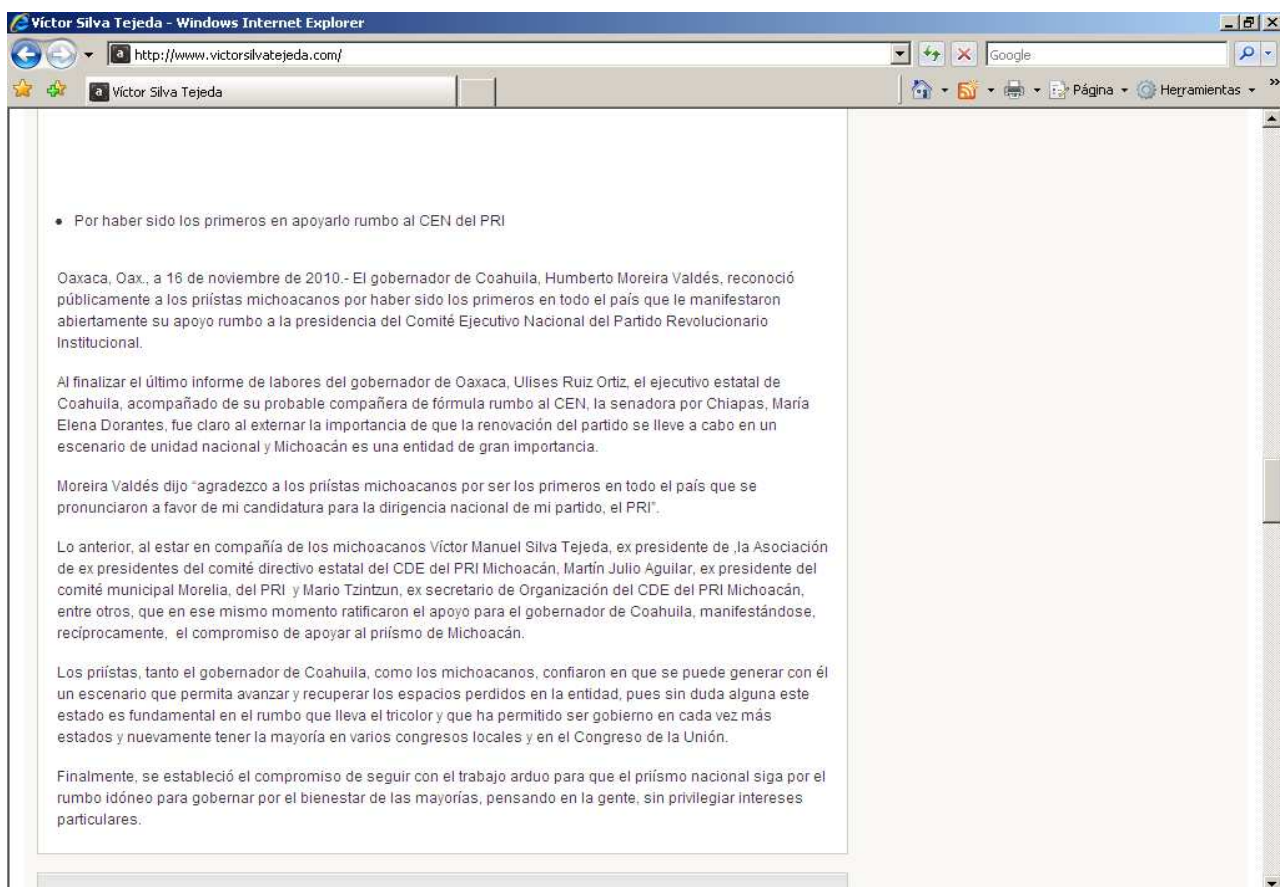 Víctor Silva Tejeda - Windows Internet Explorer
http://www.victorsilvatejeda.com/
Google
Víctor Silva Tejeda
Página
Herramientas
• Por haber sido los primeros en apoyarlo rumbo al CEN del PRI
Oaxaca, Oax., a 16 de noviembre de 2010.- El gobernador de Coahuila, Humberto Moreira Valdés, reconoció
públicamente a los priístas michoacanos por haber sido los primeros en todo el país que le manifestaron
abiertamente su apoyo rumbo a la presidencia del Comité Ejecutivo Nacional del Partido Revolucionario
Institucional.
Al finalizar el último informe de labores del gobernador de Oaxaca, Ulises Ruiz Ortiz, el ejecutivo estatal de
Coahuila, acompañado de su probable compañera de fórmula rumbo al CEN, la senadora por Chiapas, María
Elena Dorantes, fue claro al externar la importancia de que la renovación del partido se lleve a cabo en un
escenario de unidad nacional y Michoacán es una entidad de gran importancia.
Moreira Valdés dijo “agradezco a los priístas michoacanos por ser los primeros en todo el país que se
pronunciaron a favor de mi candidatura para la dirigencia nacional de mi partido, el PRI”.
Lo anterior, al estar en compañía de los michoacanos Víctor Manuel Silva Tejeda, ex presidente de ,la Asociación
de ex presidentes del comité directivo estatal del CDE del PRI Michoacán, Martín Julio Aguilar, ex presidente del
comité municipal Morelia, del PRI  y Mario Tzintzun, ex secretario de Organización del CDE del PRI Michoacán,
entre otros, que en ese mismo momento ratificaron el apoyo para el gobernador de Coahuila, manifestándose,
recíprocamente,  el compromiso de apoyar al priísmo de Michoacán.
Los priístas, tanto el gobernador de Coahuila, como los michoacanos, confiaron en que se puede generar con él
un escenario que permita avanzar y recuperar los espacios perdidos en la entidad, pues sin duda alguna este
estado es fundamental en el rumbo que lleva el tricolor y que ha permitido ser gobierno en cada vez más
estados y nuevamente tener la mayoría en varios congresos locales y en el Congreso de la Unión.
Finalmente, se estableció el compromiso de seguir con el trabajo arduo para que el priísmo nacional siga por el
rumbo idóneo para gobernar por el bienestar de las mayorías, pensando en la gente, sin privilegiar intereses
particulares.